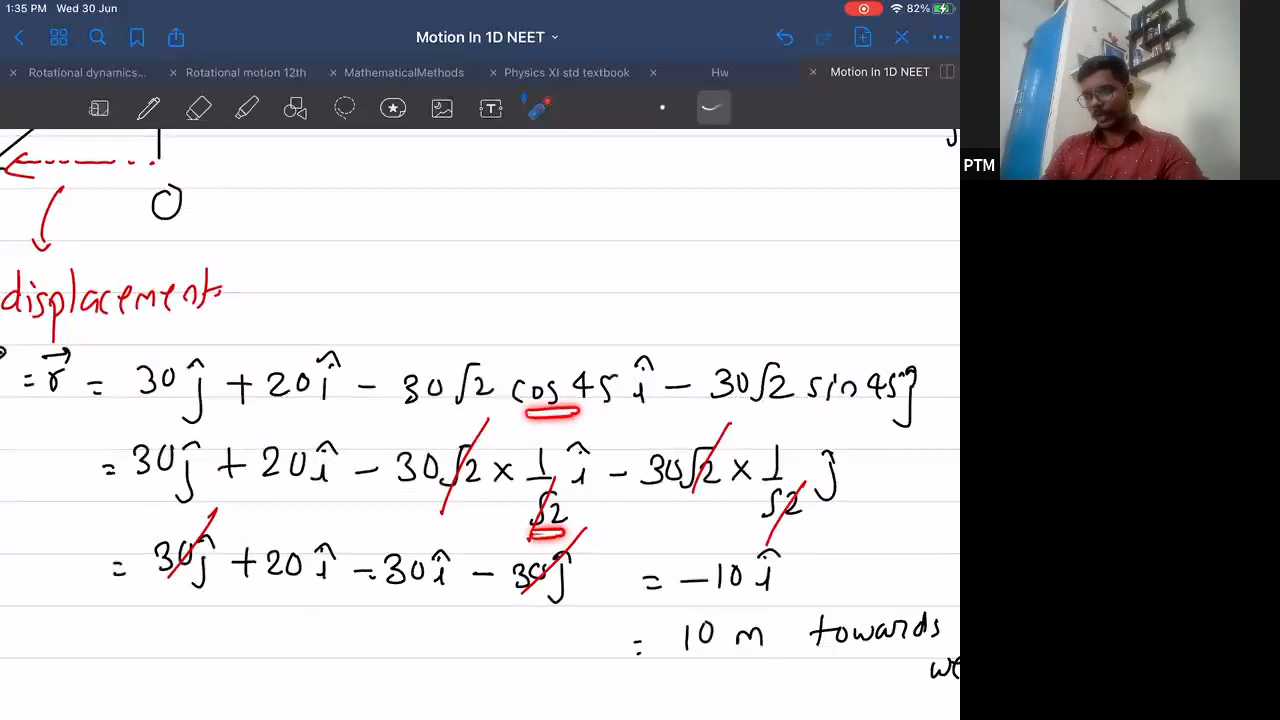 1:35 PM Wed 30 Jun
82%
Motion In 1D NEET
Rotational dynamics...
Rotational motion 12th
MathematicalMethods
Physics XI std textbook
Hw
Motion In 1D NEET
T
PTM
O
displacement
= r⃗ = 30ĵ + 20î − 30√2 cos 45 î − 30√2 sin 45 ĵ
= 30ĵ + 20î − 30√2 × 1/√2 î − 30√2 × 1/√2 ĵ
= 30ĵ + 20î − 30î − 30ĵ = −10 î
= 10 m towards
we